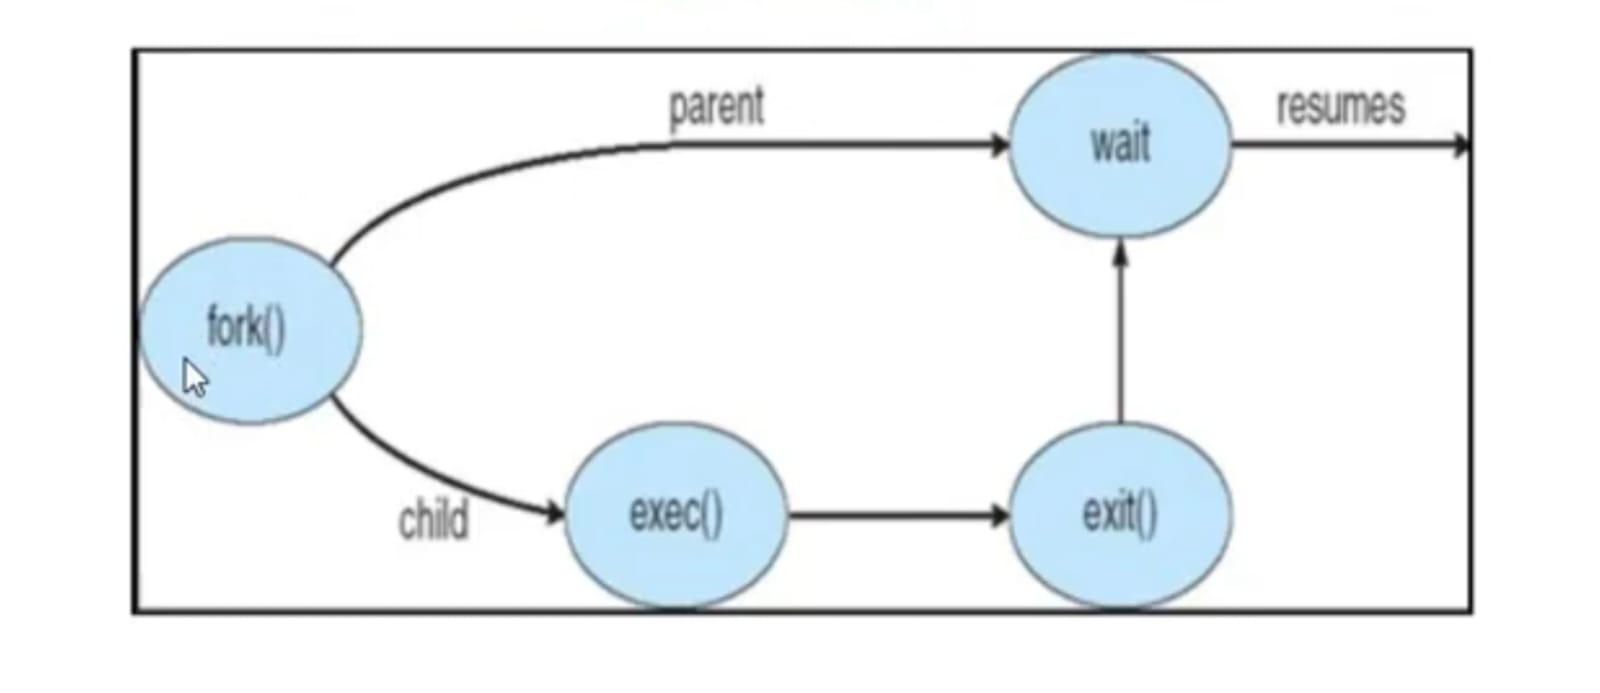 parent
wait
resumes
fork()
child
exec()
exit()